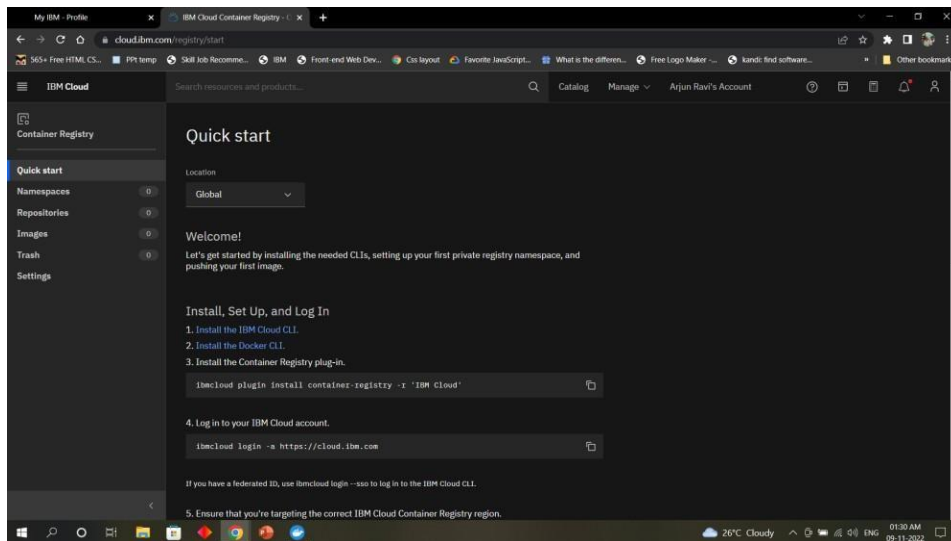 My IBM - Profile
IBM Cloud Container Registry - C
cloud.ibm.com/registry/start
565+ Free HTML, CS...
PPt temp
Skill Job Recomme...
IBM
Front-end Web Dev...
Css layout
Favorite JavaScript...
What is the differen...
Free Logo Maker -...
kandi: find software...
Other bookmark
IBM Cloud
Search resources and products...
Catalog
Manage
Arjun Ravi's Account
Container Registry
Quick start
Namespaces 0
Repositories 0
Images 0
Trash 0
Settings
Quick start
Location
Global
Welcome!
Let's get started by installing the needed CLIs, setting up your first private registry namespace, and
pushing your first image.
Install, Set Up, and Log In
1. Install the IBM Cloud CLI.
2. Install the Docker CLI.
3. Install the Container Registry plug-in.
ibmcloud plugin install container-registry -r 'IBM Cloud'
4. Log in to your IBM Cloud account.
ibmcloud login -a https://cloud.ibm.com
If you have a federated ID, use ibmcloud login --sso to log in to the IBM Cloud CLI.
5. Ensure that you're targeting the correct IBM Cloud Container Registry region.
26°C Cloudy
ENG
01:30 AM
09-11-2022